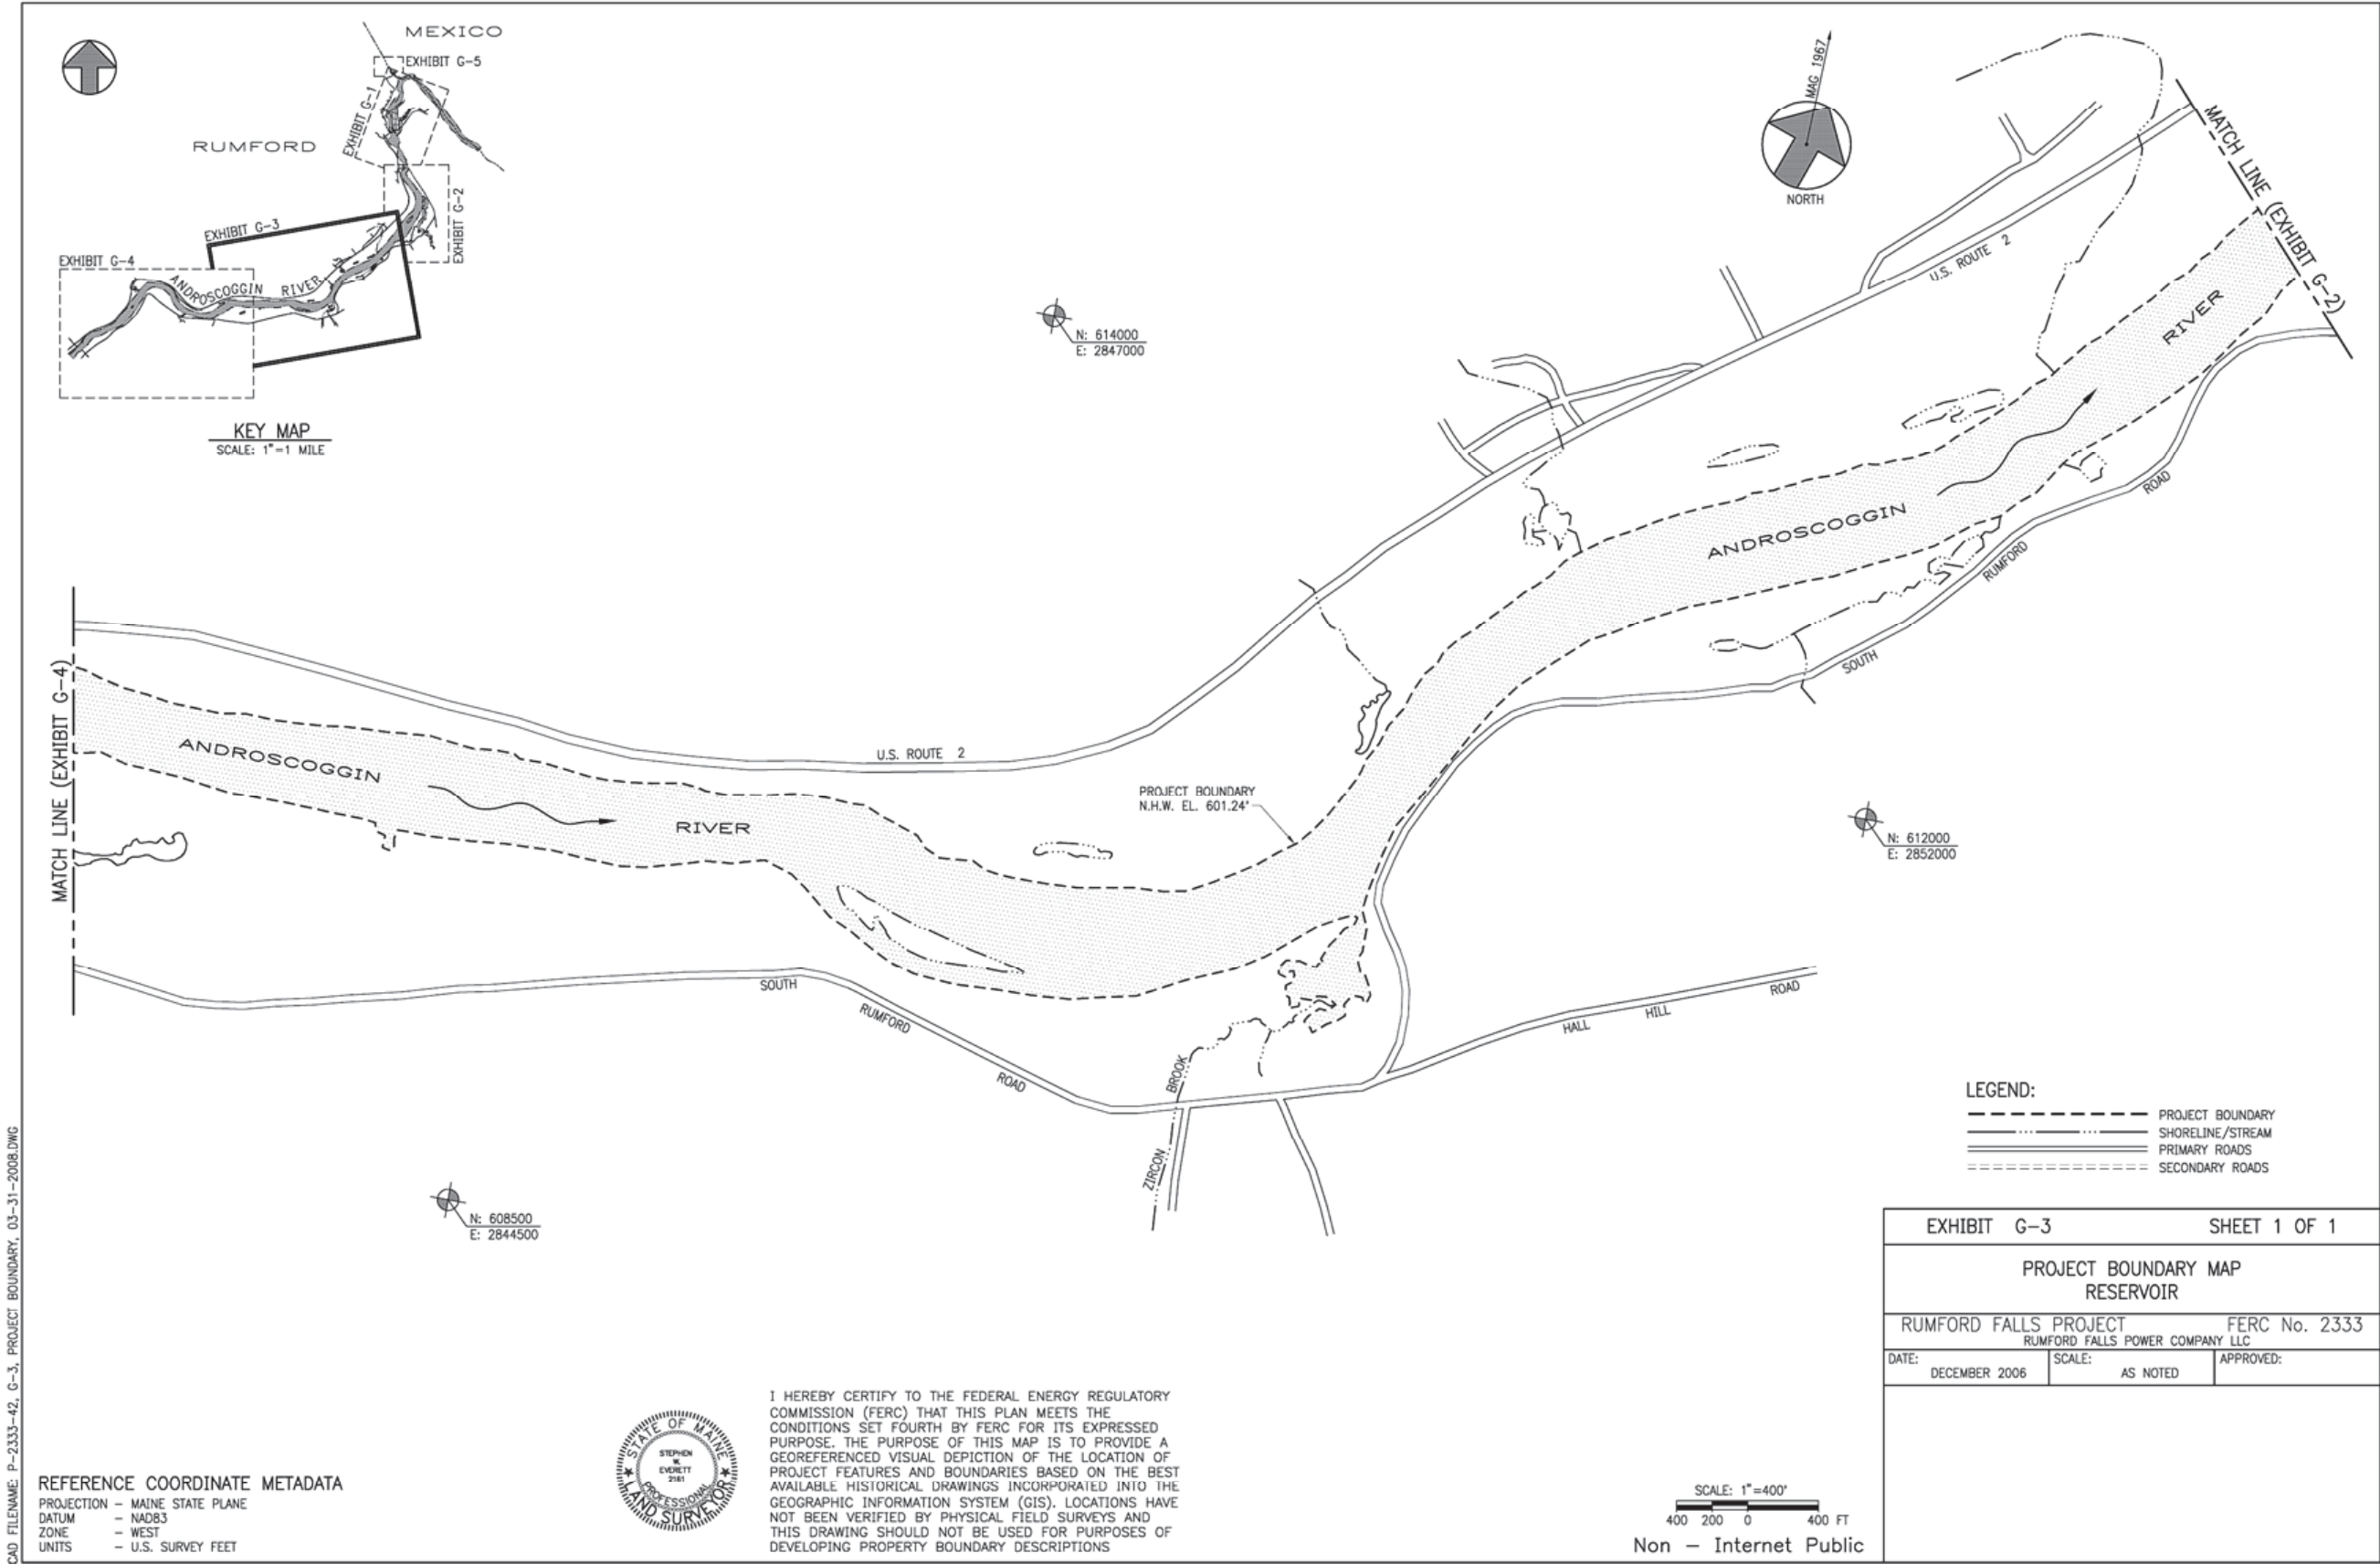 MEXICO
EXHIBIT G-5
EXHIBIT G-1
RUMFORD
EXHIBIT G-2
EXHIBIT G-3
EXHIBIT G-4
ANDROSCOGGIN RIVER
KEY MAP
SCALE: 1"=1 MILE
MAG 1967
NORTH
MATCH LINE (EXHIBIT G-2)
N: 614000
E: 2847000
U.S. ROUTE 2
RIVER
ANDROSCOGGIN
ROAD
RUMFORD
SOUTH
MATCH LINE (EXHIBIT G-4)
ANDROSCOGGIN
RIVER
U.S. ROUTE 2
PROJECT BOUNDARY
N.H.W. EL. 601.24'
N: 612000
E: 2852000
SOUTH
RUMFORD
ROAD
BROOK
ZIRCON
HALL
HILL
ROAD
N: 608500
E: 2844500
LEGEND:
PROJECT BOUNDARY
SHORELINE/STREAM
PRIMARY ROADS
SECONDARY ROADS
EXHIBIT G-3 SHEET 1 OF 1
PROJECT BOUNDARY MAP
RESERVOIR
RUMFORD FALLS PROJECT FERC No. 2333
RUMFORD FALLS POWER COMPANY LLC
DATE: SCALE: APPROVED:
DECEMBER 2006 AS NOTED
CAD FILENAME: P-2333-42, G-3, PROJECT BOUNDARY, 03-31-2008.DWG
REFERENCE COORDINATE METADATA
PROJECTION - MAINE STATE PLANE
DATUM - NAD83
ZONE - WEST
UNITS - U.S. SURVEY FEET
STATE OF MAINE
STEPHEN
W.
EVERETT
2161
PROFESSIONAL
LAND SURVEYOR
I HEREBY CERTIFY TO THE FEDERAL ENERGY REGULATORY
COMMISSION (FERC) THAT THIS PLAN MEETS THE
CONDITIONS SET FOURTH BY FERC FOR ITS EXPRESSED
PURPOSE. THE PURPOSE OF THIS MAP IS TO PROVIDE A
GEOREFERENCED VISUAL DEPICTION OF THE LOCATION OF
PROJECT FEATURES AND BOUNDARIES BASED ON THE BEST
AVAILABLE HISTORICAL DRAWINGS INCORPORATED INTO THE
GEOGRAPHIC INFORMATION SYSTEM (GIS). LOCATIONS HAVE
NOT BEEN VERIFIED BY PHYSICAL FIELD SURVEYS AND
THIS DRAWING SHOULD NOT BE USED FOR PURPOSES OF
DEVELOPING PROPERTY BOUNDARY DESCRIPTIONS
SCALE: 1"=400'
400 200 0 400 FT
Non - Internet Public